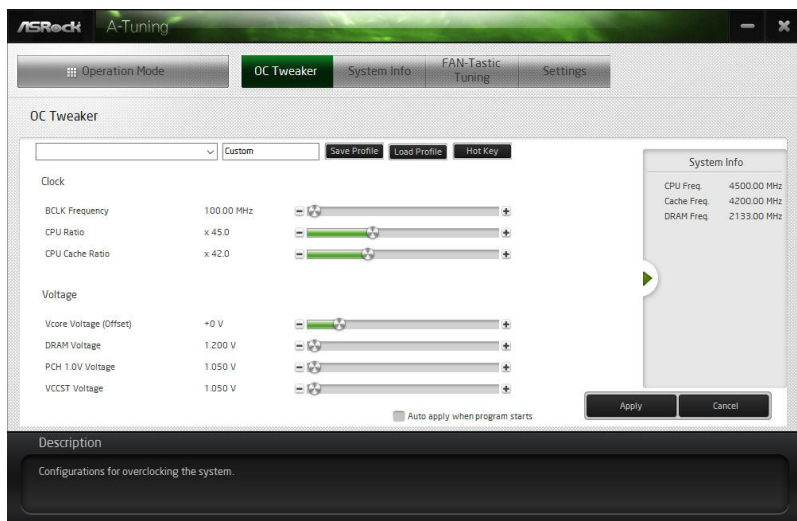 ASRock A-Tuning
Operation Mode
OC Tweaker
System Info
FAN-Tastic
Tuning
Settings
OC Tweaker
Custom
Save Profile
Load Profile
Hot Key
System Info
CPU Freq. 4500.00 MHz
Cache Freq. 4200.00 MHz
DRAM Freq. 2133.00 MHz
Clock
BCLK Frequency 100.00 MHz
CPU Ratio x 45.0
CPU Cache Ratio x 42.0
Voltage
Vcore Voltage (Offset) +0 V
DRAM Voltage 1.200 V
PCH 1.0V Voltage 1.050 V
VCCST Voltage 1.050 V
Auto apply when program starts
Apply
Cancel
Description
Configurations for overclocking the system.